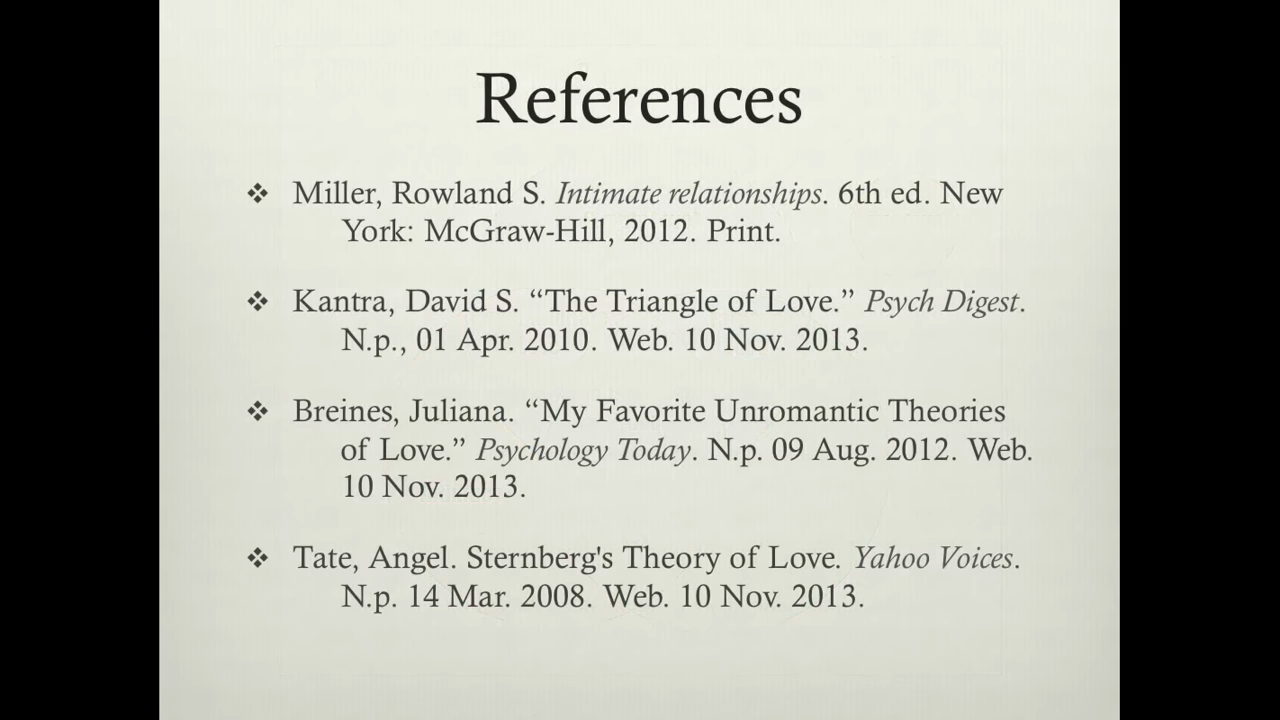 References
❖ Miller, Rowland S. Intimate relationships. 6th ed. New
York: McGraw-Hill, 2012. Print.
❖ Kantra, David S. “The Triangle of Love.” Psych Digest.
N.p., 01 Apr. 2010. Web. 10 Nov. 2013.
❖ Breines, Juliana. “My Favorite Unromantic Theories
of Love.” Psychology Today. N.p. 09 Aug. 2012. Web.
10 Nov. 2013.
❖ Tate, Angel. Sternberg's Theory of Love. Yahoo Voices.
N.p. 14 Mar. 2008. Web. 10 Nov. 2013.